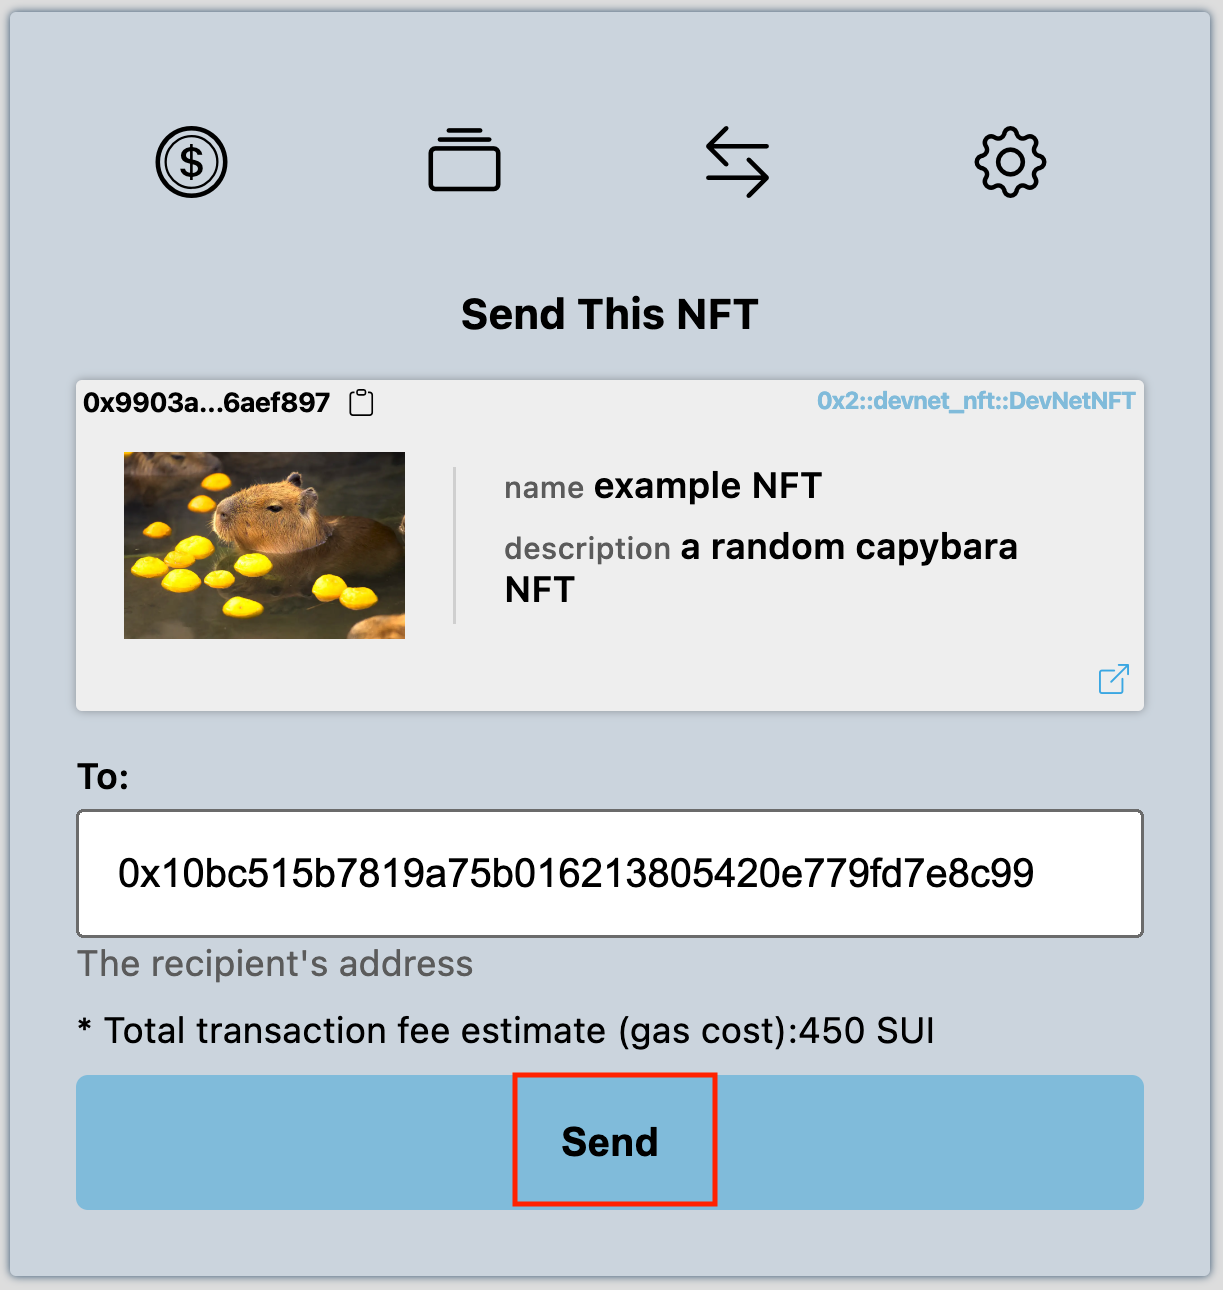 $
Send This NFT
0x9903a...6aef897
0x2::devnet_nft::DevNetNFT
name example NFT
description a random capybara
NFT
To:
0x10bc515b7819a75b016213805420e779fd7e8c99
The recipient's address
* Total transaction fee estimate (gas cost):450 SUI
Send